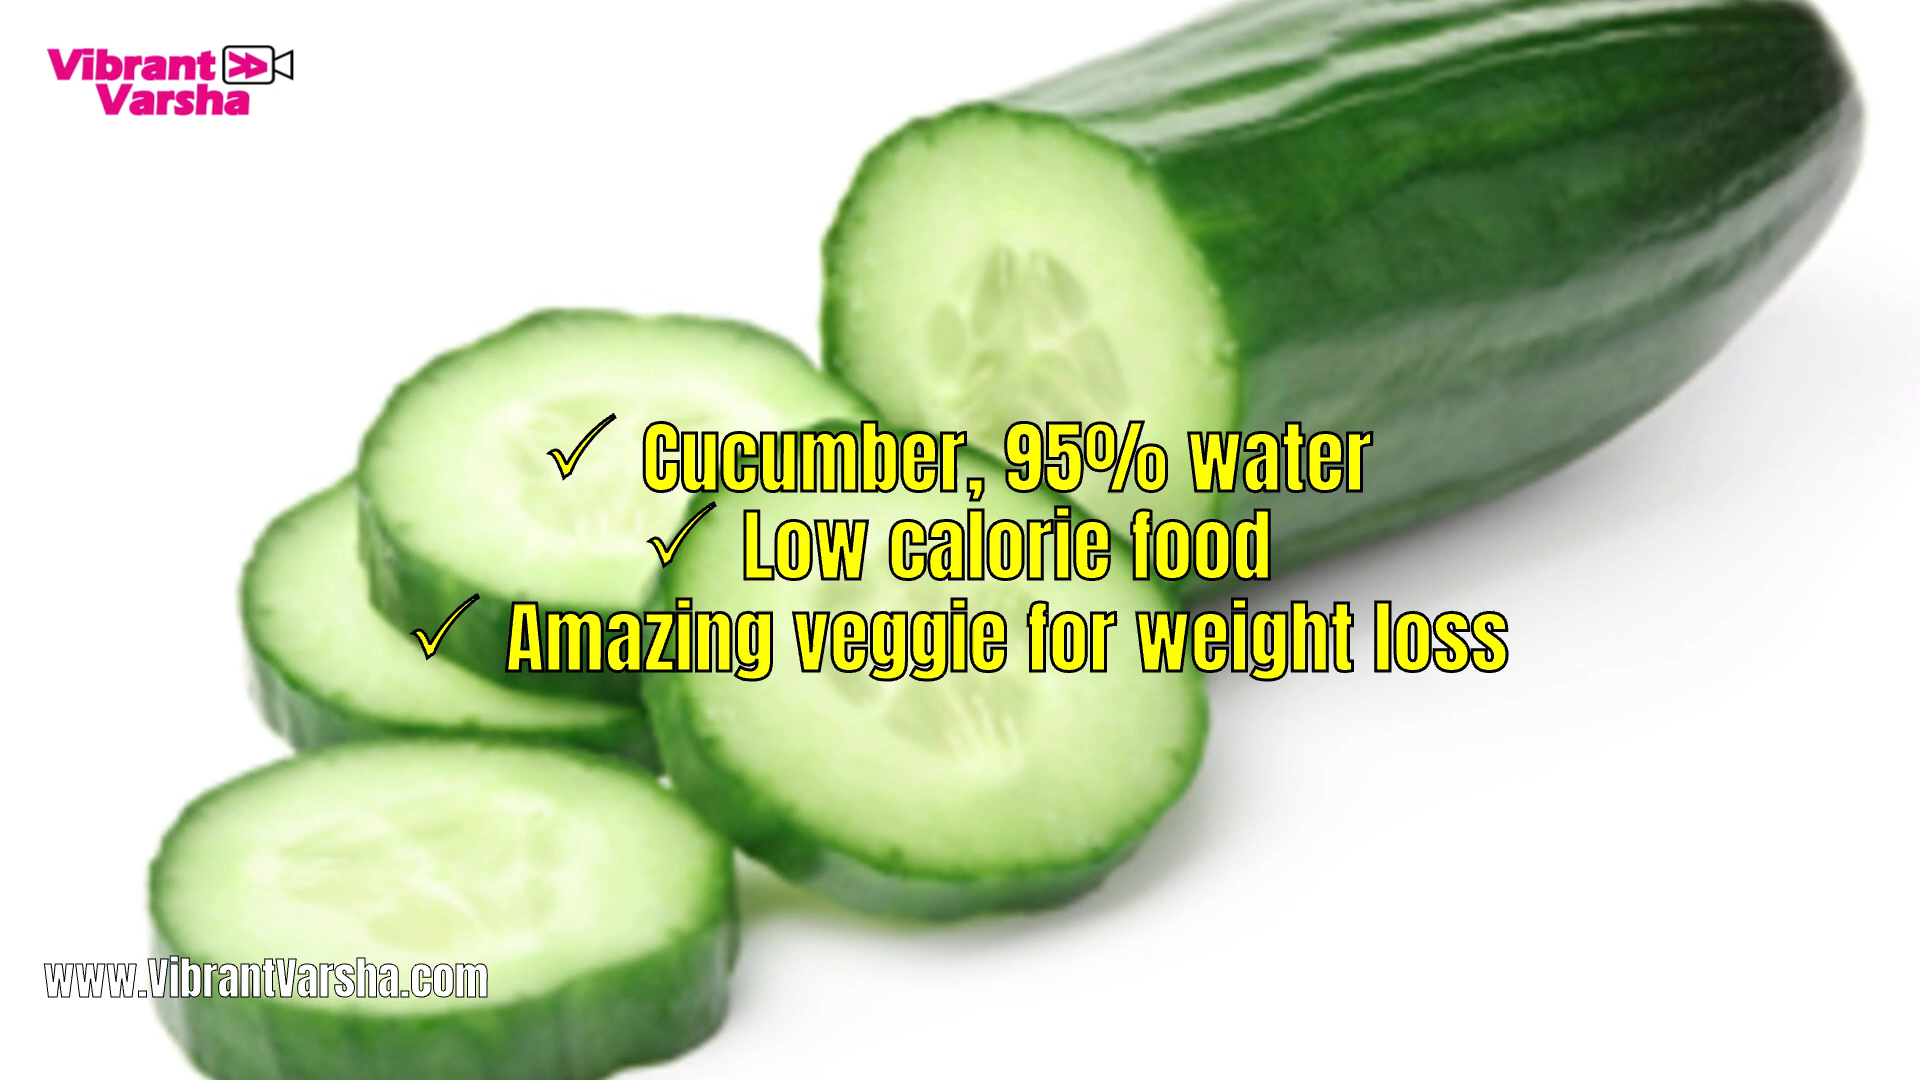 Vibrant
Varsha
✓ Cucumber, 95% water
✓ Low calorie food
✓ Amazing veggie for weight loss
www.VibrantVarsha.com